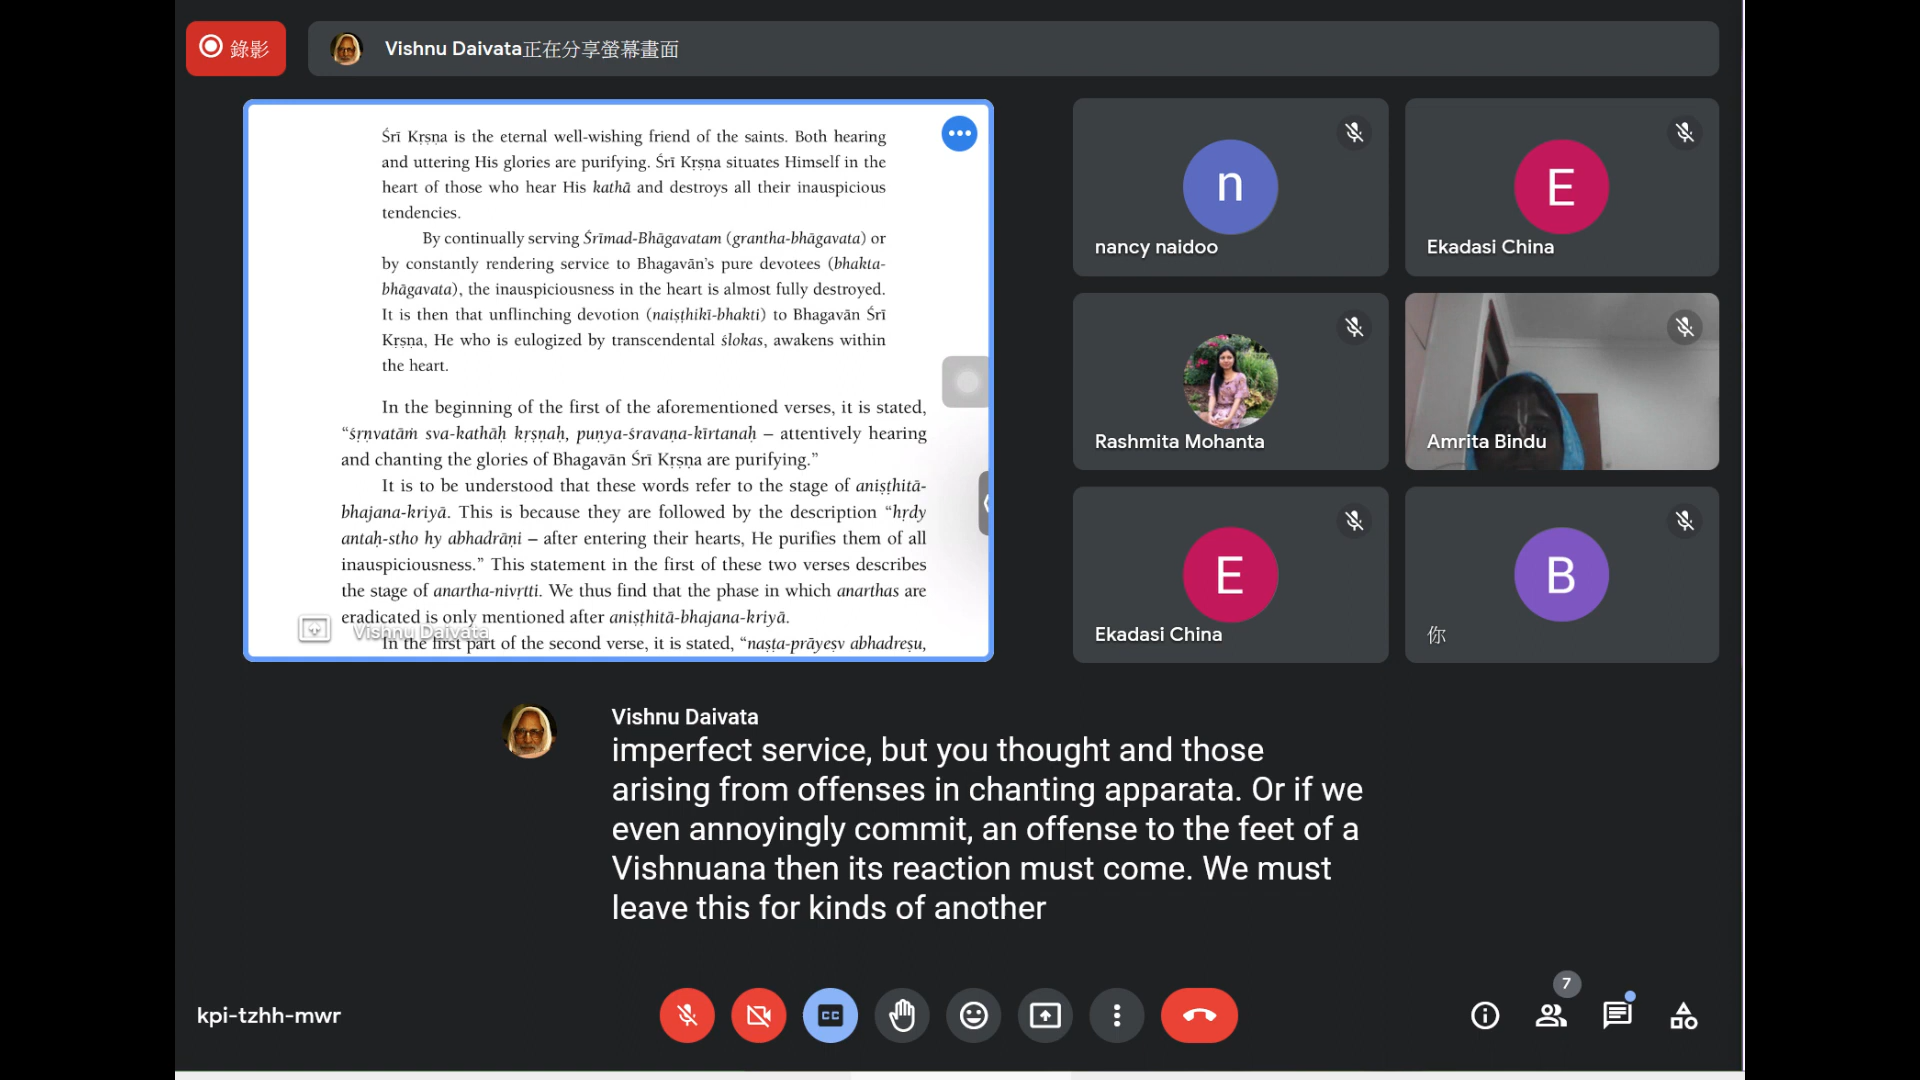 錄影
Vishnu Daivata正在分享螢幕畫面
Śrī Kṛṣṇa is the eternal well-wishing friend of the saints. Both hearing
and uttering His glories are purifying. Śrī Kṛṣṇa situates Himself in the
heart of those who hear His kathā and destroys all their inauspicious
tendencies.
By continually serving Śrīmad-Bhāgavatam (grantha-bhāgavata) or
by constantly rendering service to Bhagavān's pure devotees (bhakta-
bhāgavata), the inauspiciousness in the heart is almost fully destroyed.
It is then that unflinching devotion (naiṣṭhikī-bhakti) to Bhagavān Śrī
Kṛṣṇa, He who is eulogized by transcendental ślokas, awakens within
the heart.
In the beginning of the first of the aforementioned verses, it is stated,
“śṛṇvatāṁ sva-kathāḥ kṛṣṇaḥ, puṇya-śravaṇa-kīrtanaḥ – attentively hearing
and chanting the glories of Bhagavān Śrī Kṛṣṇa are purifying.”
It is to be understood that these words refer to the stage of aniṣṭhitā-
bhajana-kriyā. This is because they are followed by the description “hṛdy
antaḥ-stho hy abhadrāṇi – after entering their hearts, He purifies them of all
inauspiciousness.” This statement in the first of these two verses describes
the stage of anartha-nivṛtti. We thus find that the phase in which anarthas are
eradicated is only mentioned after aniṣṭhitā-bhajana-kriyā.
In the first part of the second verse, it is stated, “naṣṭa-prāyeṣv abhadreṣu,
Vishnu Daivata
n
nancy naidoo
E
Ekadasi China
Rashmita Mohanta
Amrita Bindu
E
Ekadasi China
B
你
Vishnu Daivata
imperfect service, but you thought and those
arising from offenses in chanting apparata. Or if we
even annoyingly commit, an offense to the feet of a
Vishnuana then its reaction must come. We must
leave this for kinds of another
kpi-tzhh-mwr
CC
7